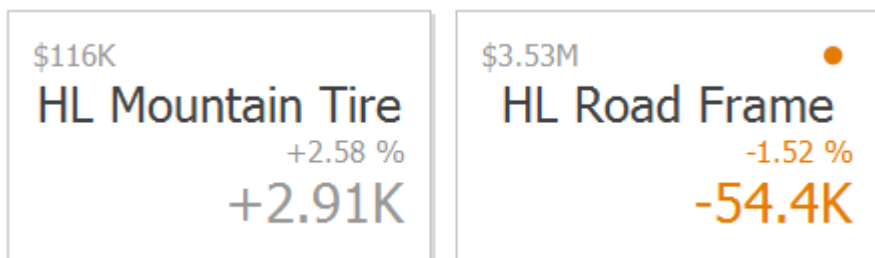 $116K
HL Mountain Tire
+2.58 %
+2.91K
$3.53M
HL Road Frame
-1.52 %
-54.4K